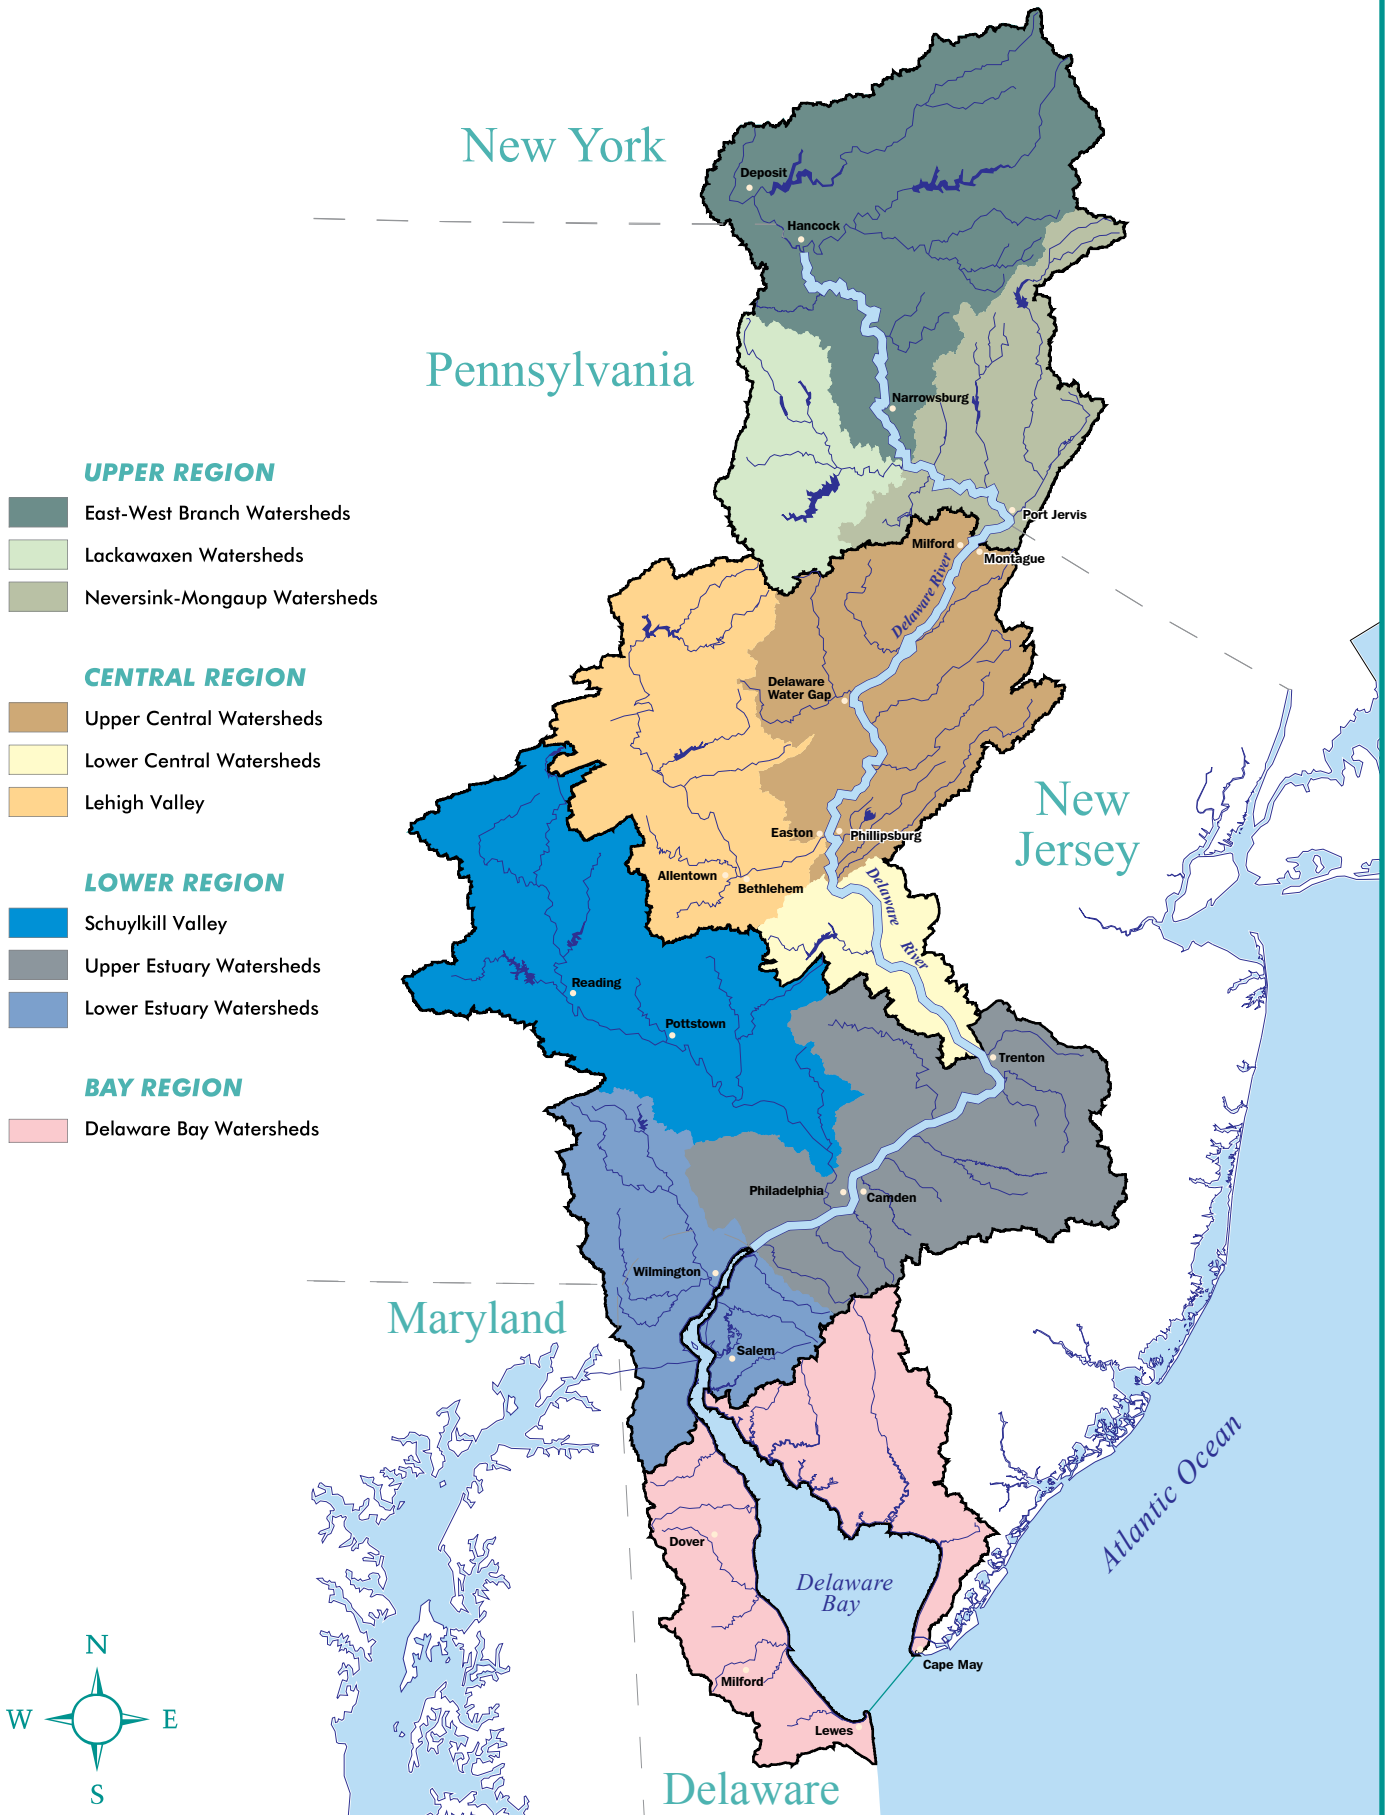 New York
Deposit
Hancock
Pennsylvania
Narrowsburg
UPPER REGION
East-West Branch Watersheds
Lackawaxen Watersheds
Neversink-Mongaup Watersheds
Port Jervis
Milford
Montague
Delaware River
CENTRAL REGION
Upper Central Watersheds
Lower Central Watersheds
Lehigh Valley
Delaware
Water Gap
New
Jersey
Easton
Phillipsburg
Allentown
Bethlehem
Delaware
River
LOWER REGION
Schuylkill Valley
Upper Estuary Watersheds
Lower Estuary Watersheds
Reading
Pottstown
Trenton
BAY REGION
Delaware Bay Watersheds
Philadelphia
Camden
Wilmington
Maryland
Salem
Atlantic Ocean
Dover
Delaware
Bay
Cape May
Milford
Lewes
Delaware
N
W
E
S